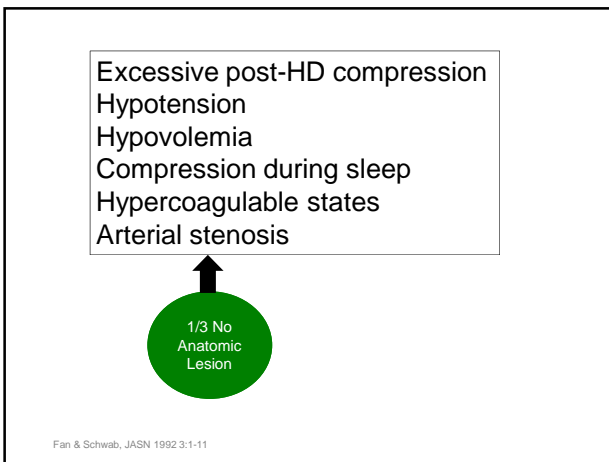 Excessive post-HD compression
Hypotension
Hypovolemia
Compression during sleep
Hypercoagulable states
Arterial stenosis
1/3 No
Anatomic
Lesion
Fan & Schwab, JASN 1992 3:1-11